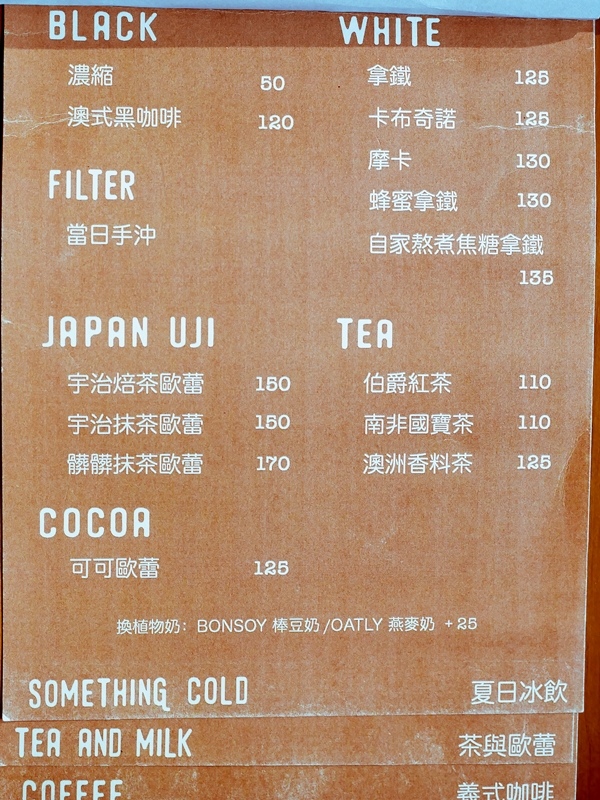 BLACK
濃縮 50
澳式黑咖啡 120
FILTER
當日手沖
WHITE
拿鐵 125
卡布奇諾 125
摩卡 130
蜂蜜拿鐵 130
自家熬煮焦糖拿鐵
135
JAPAN UJI
宇治焙茶歐蕾 150
宇治抹茶歐蕾 150
髒髒抹茶歐蕾 170
TEA
伯爵紅茶 110
南非國寶茶 110
澳洲香料茶 125
COCOA
可可歐蕾 125
換植物奶: BONSOY 棒豆奶/OATLY 燕麥奶 +25
SOMETHING COLD 夏日冰飲
TEA AND MILK 茶與歐蕾
COFFEE 義式咖啡